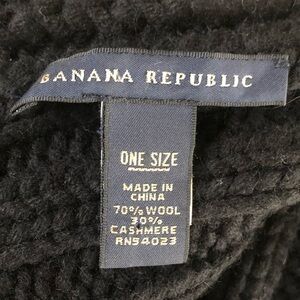 BANANA REPUBLIC
ONE SIZE
MADE IN
CHINA
70% WOOL
30%
CASHMERE
RN54023